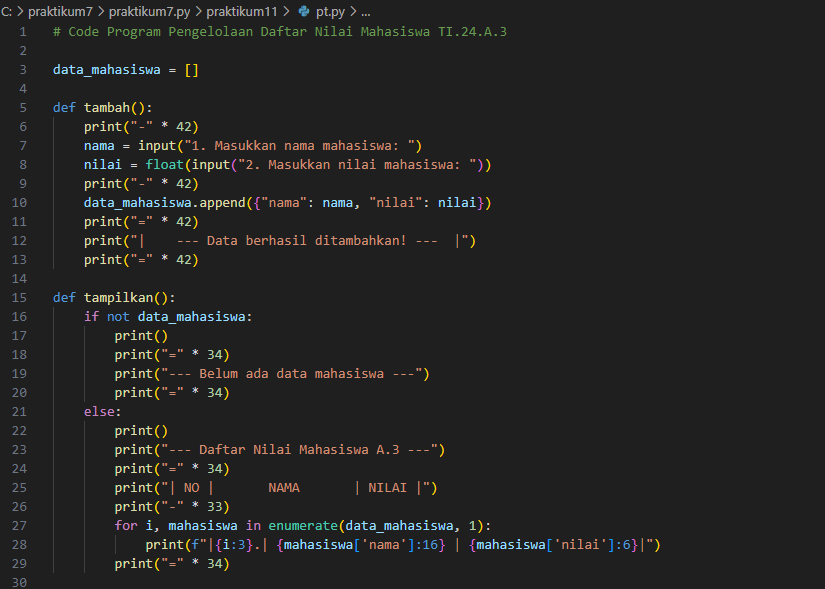 C: > praktikum7 > praktikum7.py > praktikum11 > pt.py > ...
1 # Code Program Pengelolaan Daftar Nilai Mahasiswa TI.24.A.3
2
3 data_mahasiswa = []
4
5 def tambah():
6     print("-" * 42)
7     nama = input("1. Masukkan nama mahasiswa: ")
8     nilai = float(input("2. Masukkan nilai mahasiswa: "))
9     print("-" * 42)
10     data_mahasiswa.append({"nama": nama, "nilai": nilai})
11     print("=" * 42)
12     print("|    --- Data berhasil ditambahkan! ---  |")
13     print("=" * 42)
14
15 def tampilkan():
16     if not data_mahasiswa:
17         print()
18         print("=" * 34)
19         print("--- Belum ada data mahasiswa ---")
20         print("=" * 34)
21     else:
22         print()
23         print("--- Daftar Nilai Mahasiswa A.3 ---")
24         print("=" * 34)
25         print("| NO |       NAMA       | NILAI |")
26         print("-" * 33)
27         for i, mahasiswa in enumerate(data_mahasiswa, 1):
28             print(f"|{i:3}.| {mahasiswa['nama']:16} | {mahasiswa['nilai']:6}|")
29         print("=" * 34)
30